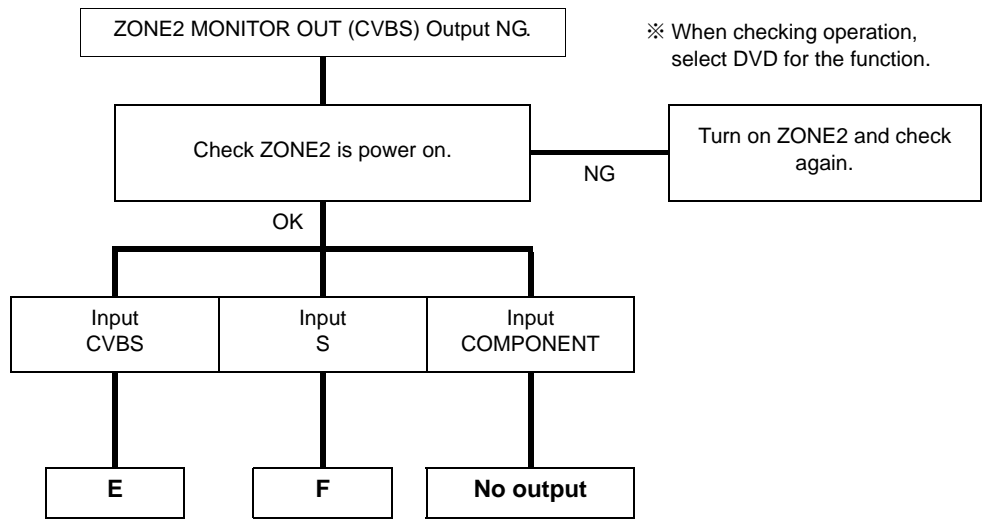 ZONE2 MONITOR OUT (CVBS) Output NG.
※ When checking operation,
select DVD for the function.
Check ZONE2 is power on.
NG
Turn on ZONE2 and check
again.
OK
Input
CVBS
Input
S
Input
COMPONENT
E
F
No output